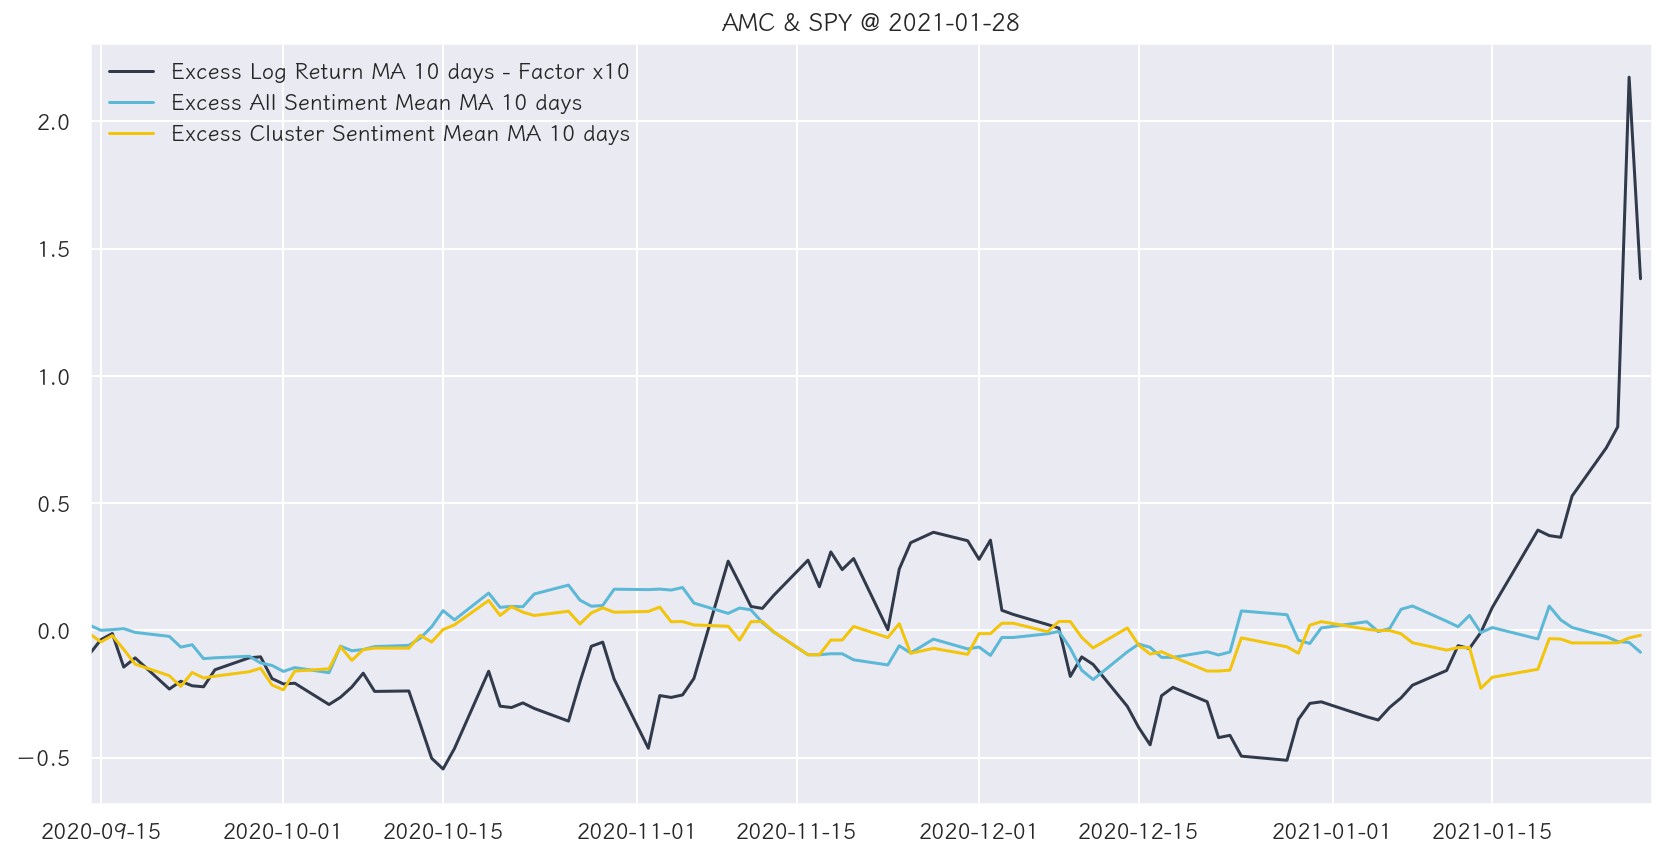 AMC & SPY @ 2021-01-28
Excess Log Return MA 10 days - Factor x10
Excess All Sentiment Mean MA 10 days
Excess Cluster Sentiment Mean MA 10 days
2.0
1.5
1.0
0.5
0.0
−0.5
2020-09-15 2020-10-01 2020-10-15 2020-11-01 2020-11-15 2020-12-01 2020-12-15 2021-01-01 2021-01-15